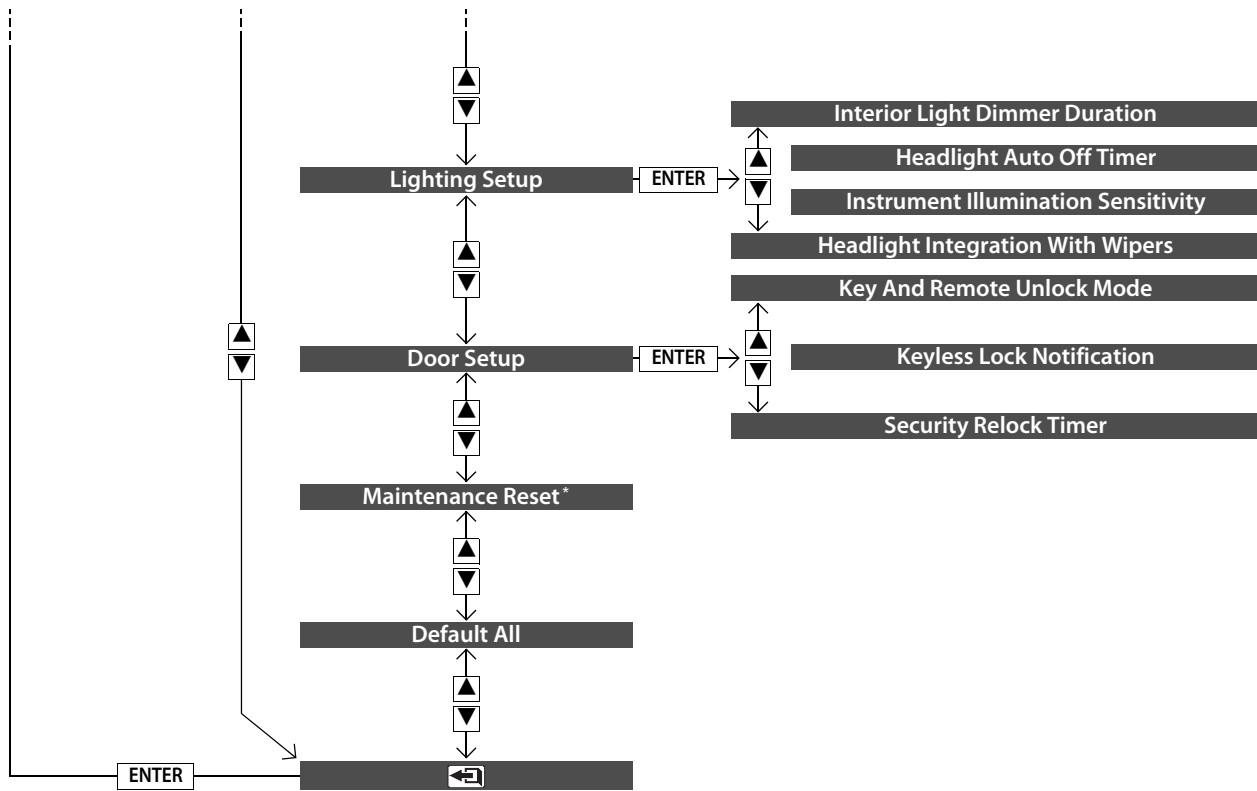 Interior Light Dimmer Duration
Headlight Auto Off Timer
Lighting Setup
ENTER
Instrument Illumination Sensitivity
Headlight Integration With Wipers
Key And Remote Unlock Mode
Door Setup
ENTER
Keyless Lock Notification
Security Relock Timer
Maintenance Reset*
Default All
ENTER